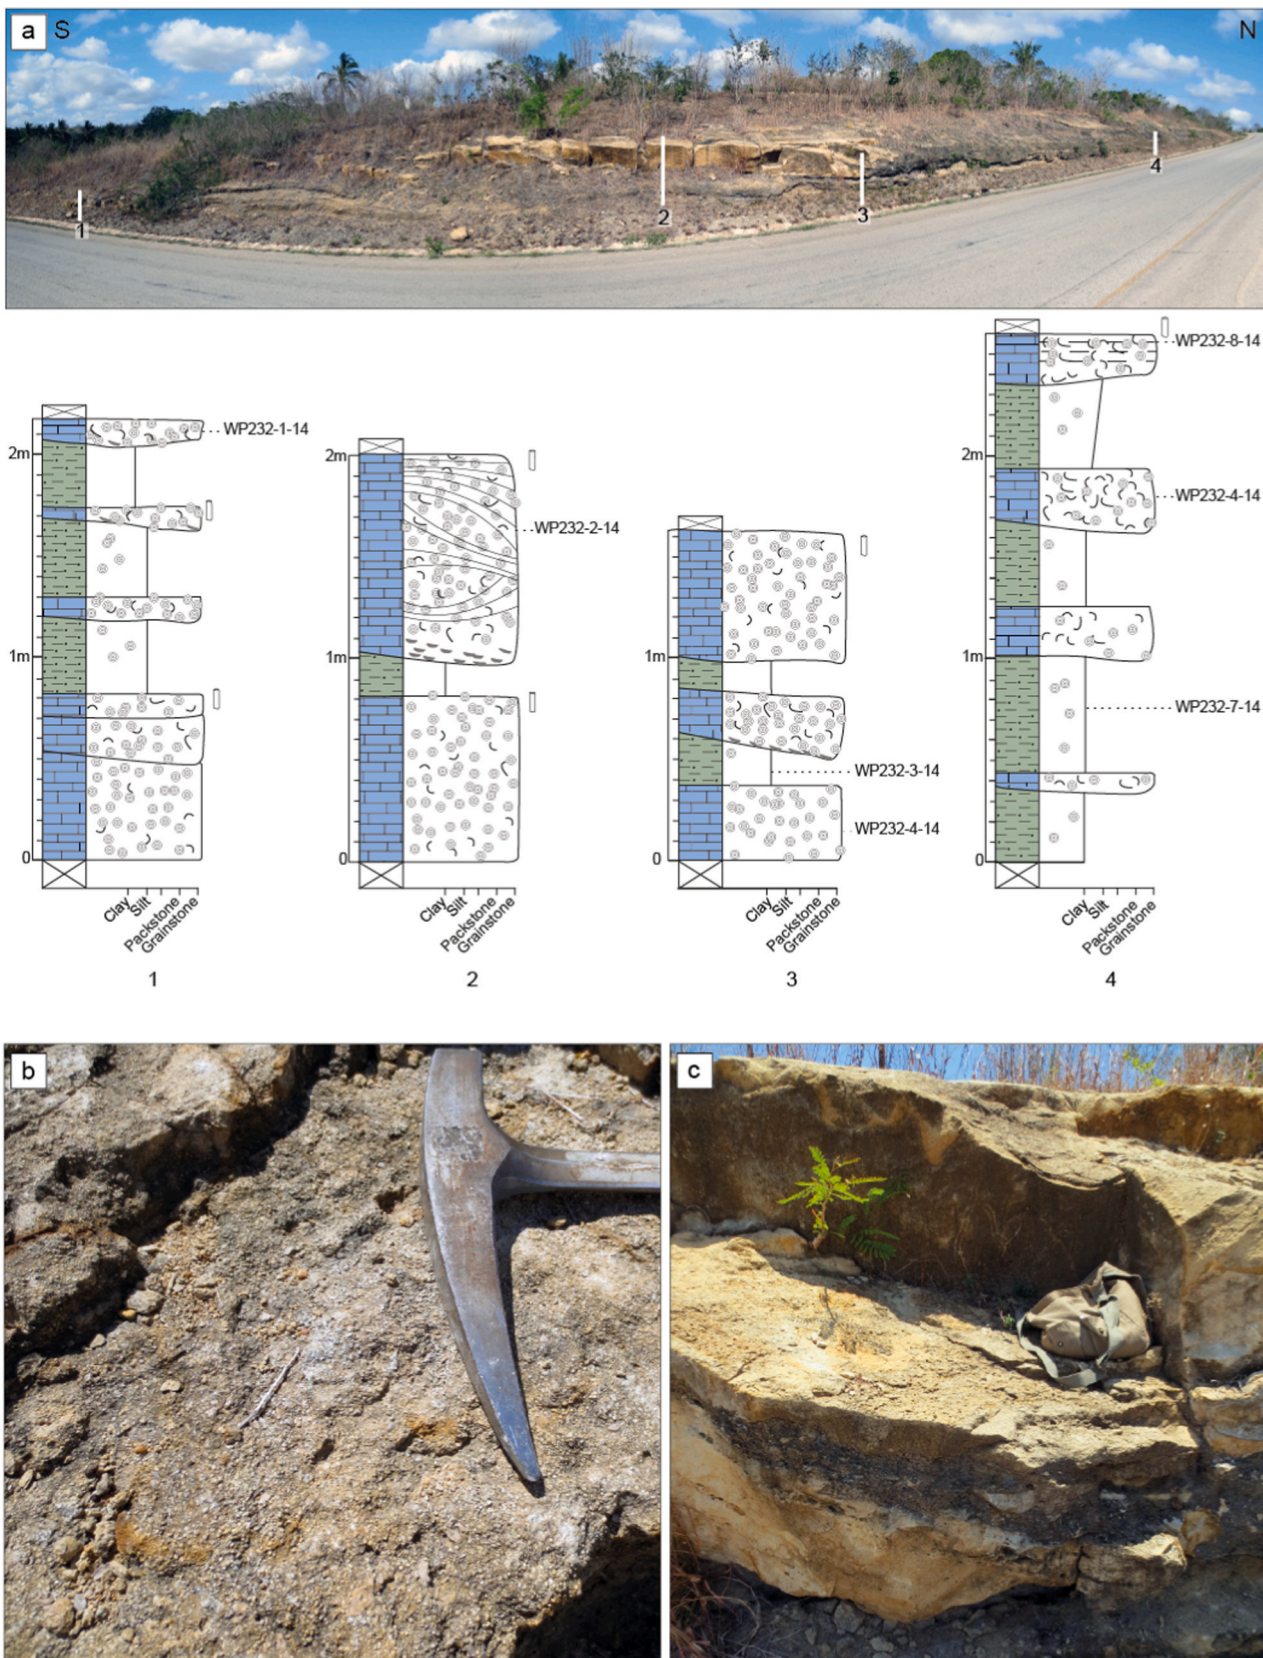 a S N
1 2 3 4
WP232-1-14
2m
1m
0
Clay Silt Packstone Grainstone
1
WP232-2-14
2m
1m
0
Clay Silt Packstone Grainstone
2
1m
WP232-3-14
WP232-4-14
0
Clay Silt Packstone Grainstone
3
WP232-8-14
2m
WP232-4-14
1m
WP232-7-14
0
Clay Silt Packstone Grainstone
4
b
c